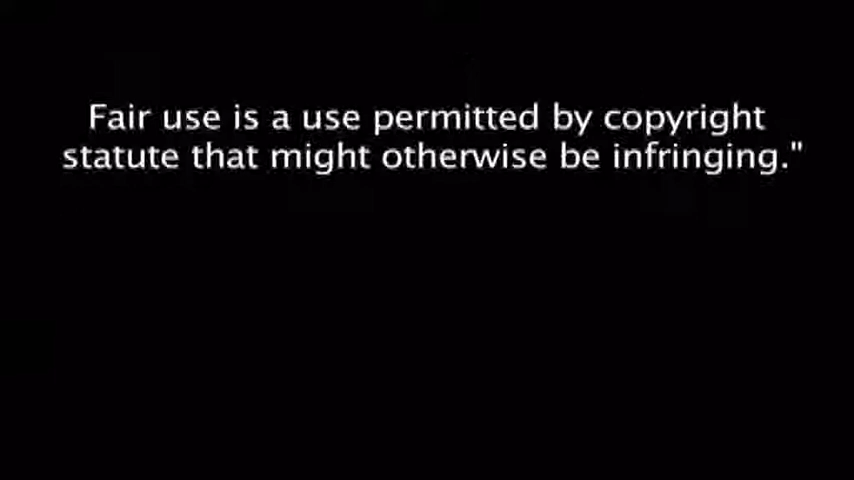 Fair use is a use permitted by copyright
statute that might otherwise be infringing."